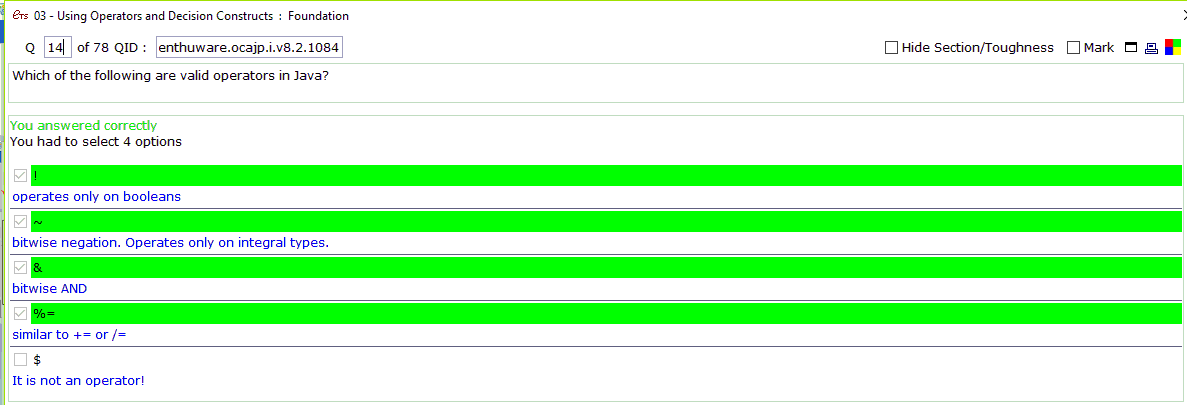 ETS 03 - Using Operators and Decision Constructs : Foundation
Q 14 of 78 QID : enthuware.ocajp.i.v8.2.1084 Hide Section/Toughness Mark
Which of the following are valid operators in Java?
You answered correctly
You had to select 4 options
!
operates only on booleans
~
bitwise negation. Operates only on integral types.
&
bitwise AND
%=
similar to += or /=
$
It is not an operator!